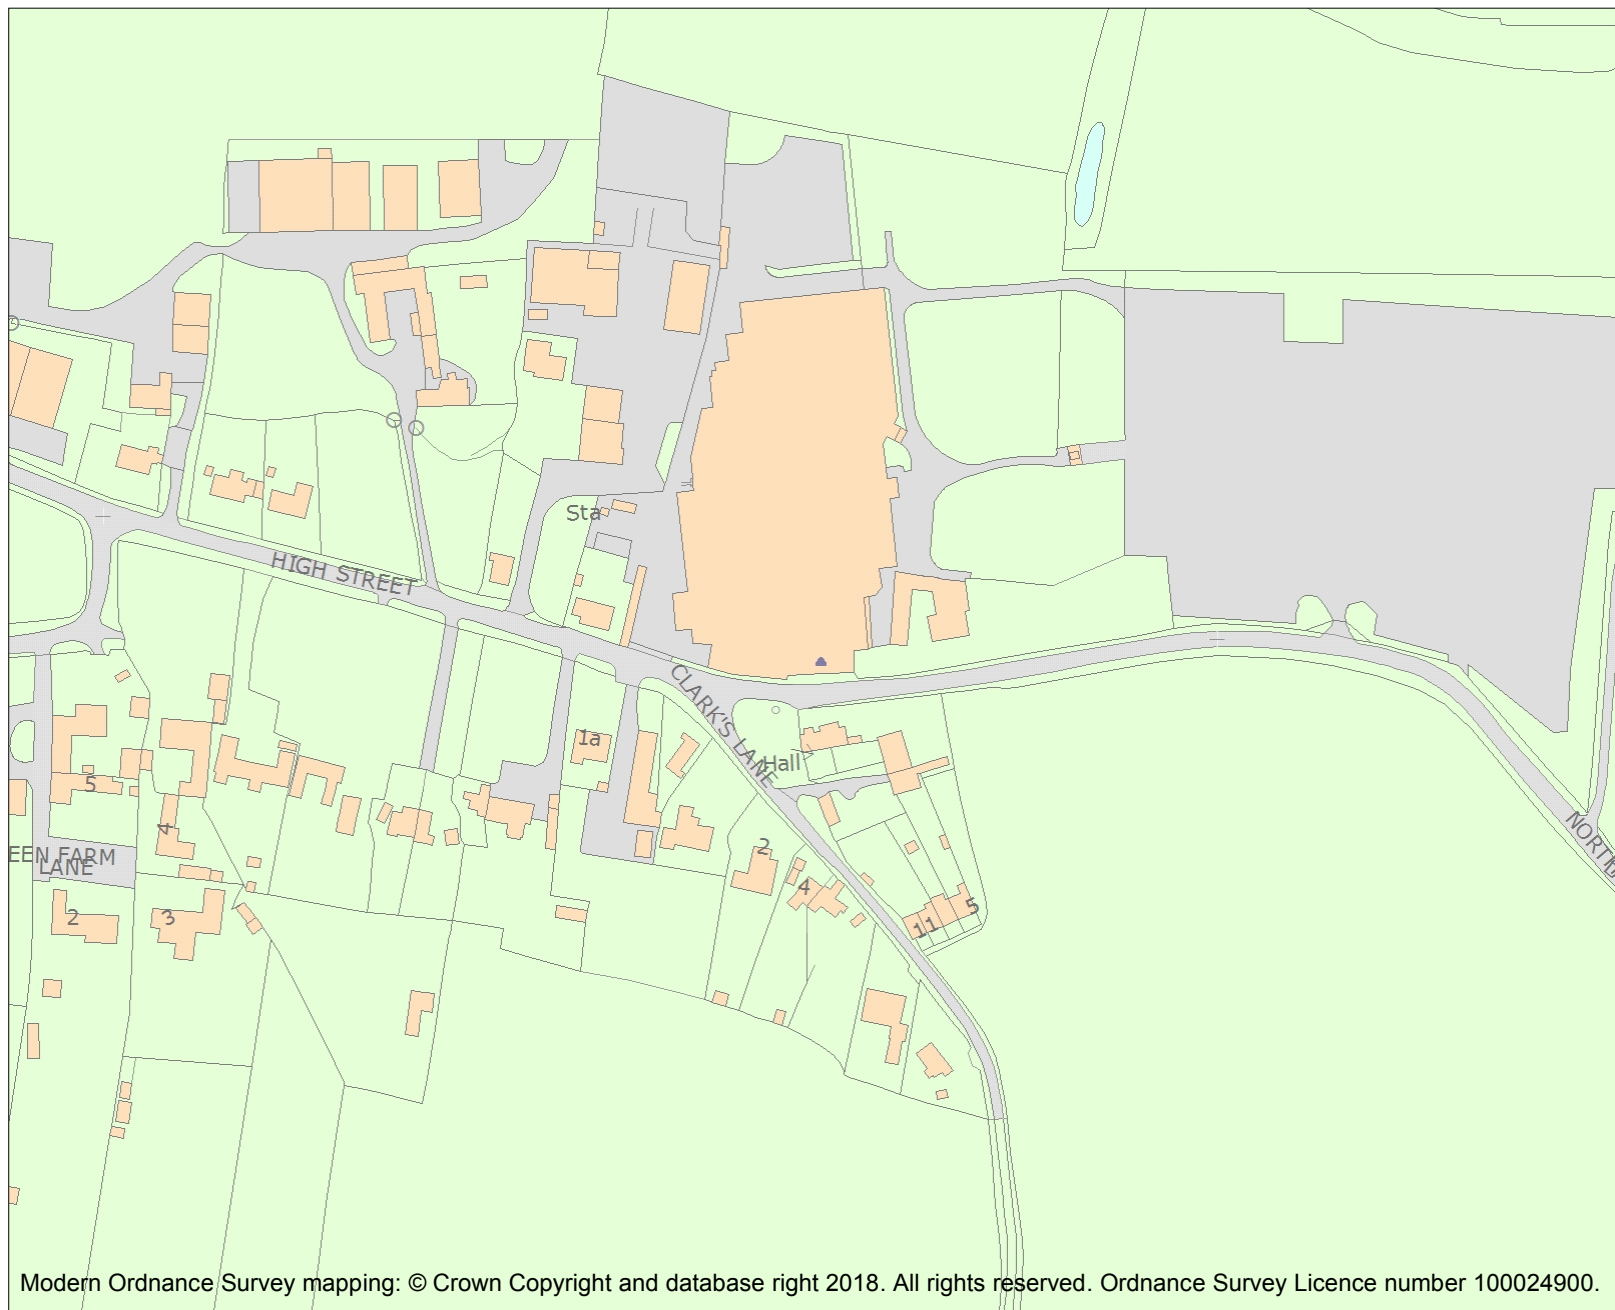 Sta
HIGH STREET
CLARK'S LANE
1a
Hall
5
4
2
4
EEN FARM
LANE
2
3
11
5
Modern Ordnance Survey mapping: © Crown Copyright and database right 2018. All rights reserved. Ordnance Survey Licence number 100024900.